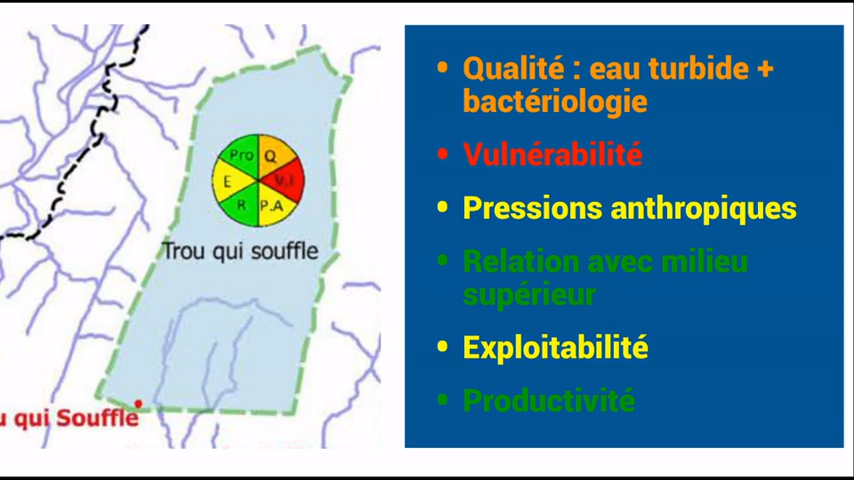 Pro
Q
E
V.I
R
P.A
Trou qui souffle
u qui Souffle
• Qualité : eau turbide +
bactériologie
• Vulnérabilité
• Pressions anthropiques
• Relation avec milieu
supérieur
• Exploitabilité
• Productivité